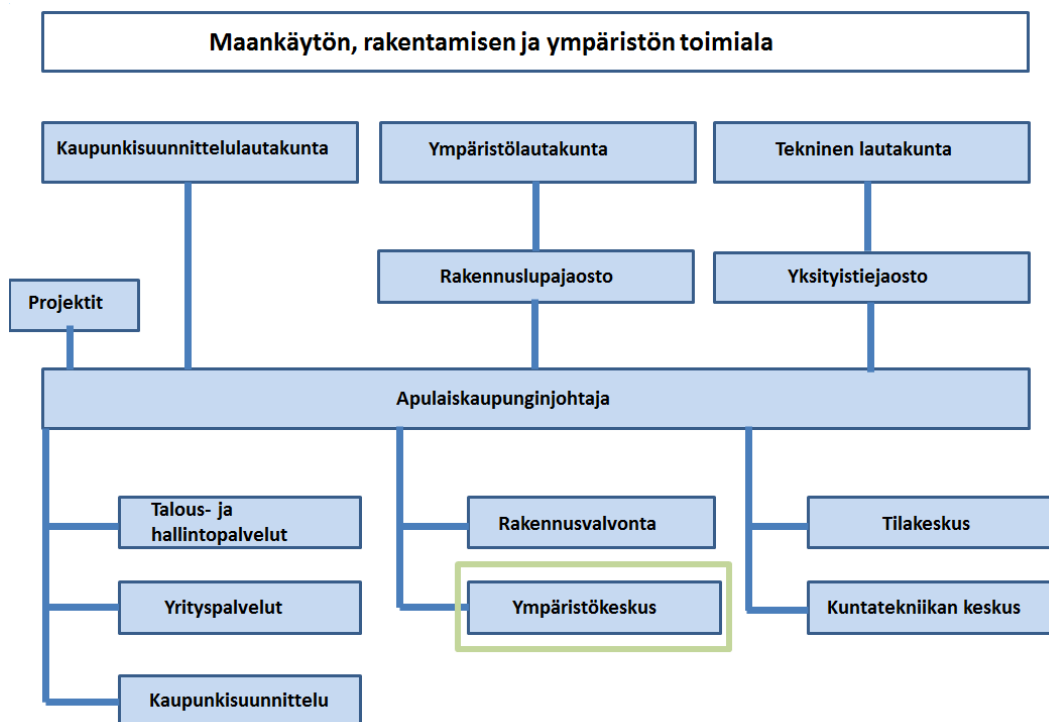 Maankäytön, rakentamisen ja ympäristön toimiala
Kaupunkisuunnittelulautakunta
Ympäristölautakunta
Tekninen lautakunta
Rakennuslupajaosto
Yksityistiejaosto
Projektit
Apulaiskaupunginjohtaja
Talous- ja
hallintopalvelut
Rakennusvalvonta
Tilakeskus
Yrityspalvelut
Ympäristökeskus
Kuntatekniikan keskus
Kaupunkisuunnittelu